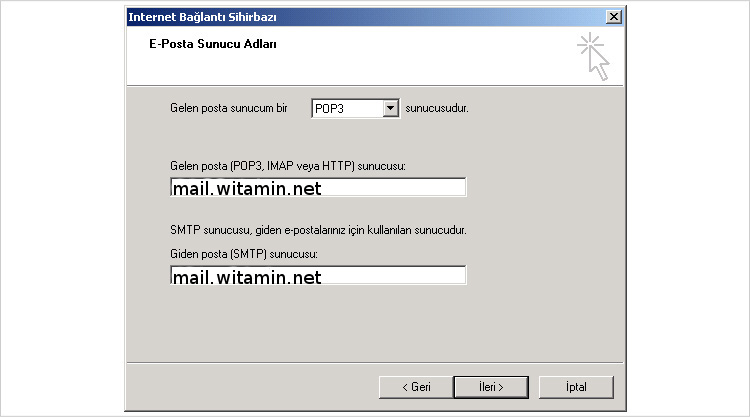 Internet Bağlantı Sihirbazı
E-Posta Sunucu Adları
Gelen posta sunucum bir POP3 sunucusudur.
Gelen posta (POP3, IMAP veya HTTP) sunucusu:
mail.witamin.net
SMTP sunucusu, giden e-postalarınız için kullanılan sunucudur.
Giden posta (SMTP) sunucusu:
mail.witamin.net
< Geri İleri > İptal